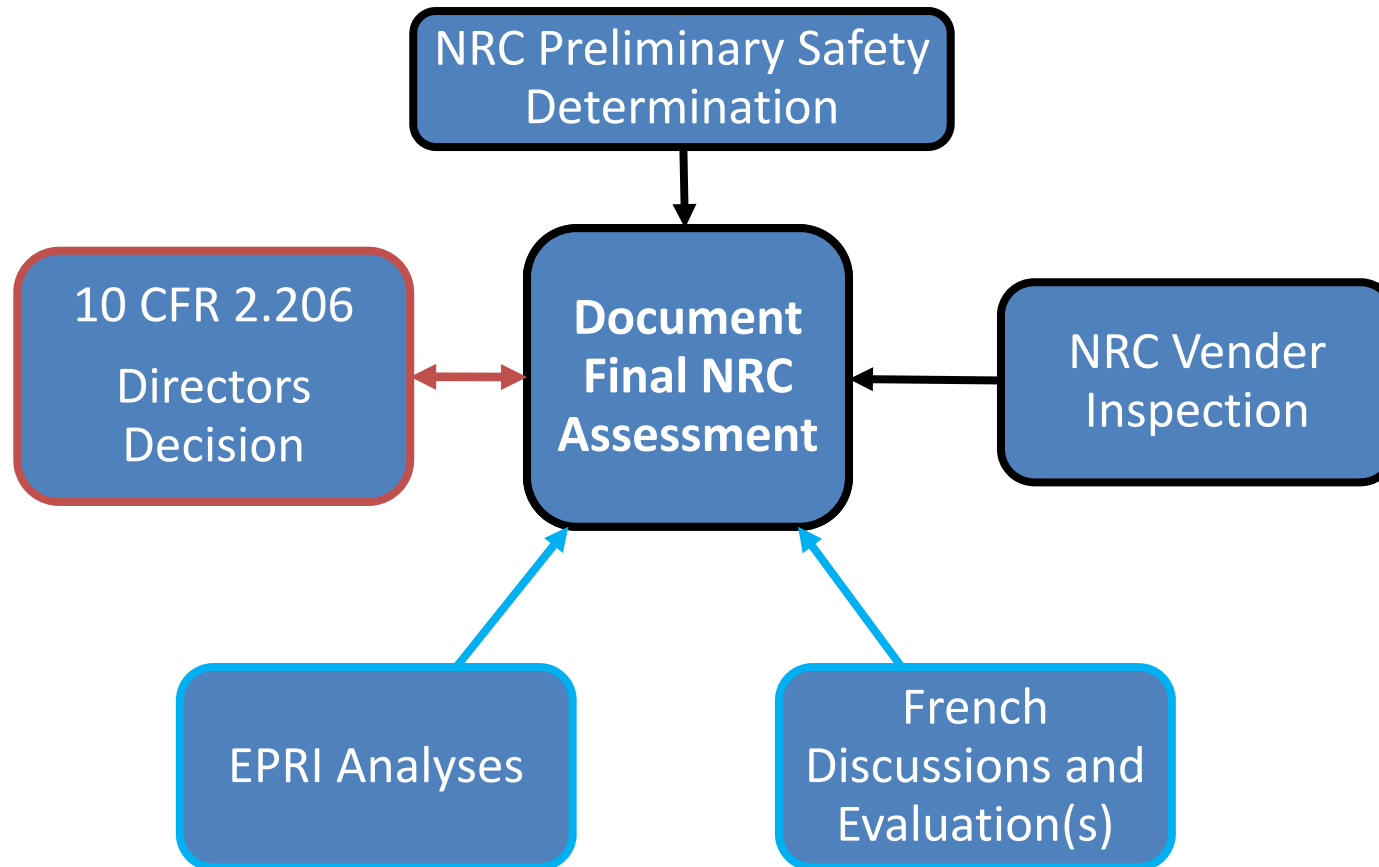 NRC Preliminary Safety
Determination
10 CFR 2.206
Directors
Decision
Document
Final NRC
Assessment
NRC Vender
Inspection
EPRI Analyses
French
Discussions and
Evaluation(s)